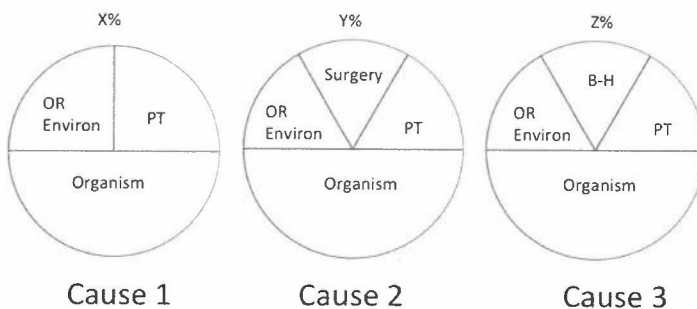 X%
Y%
Z%
OR
Environ
PT
Organism
Surgery
OR
Environ
PT
Organism
B-H
OR
Environ
PT
Organism
Cause 1
Cause 2
Cause 3